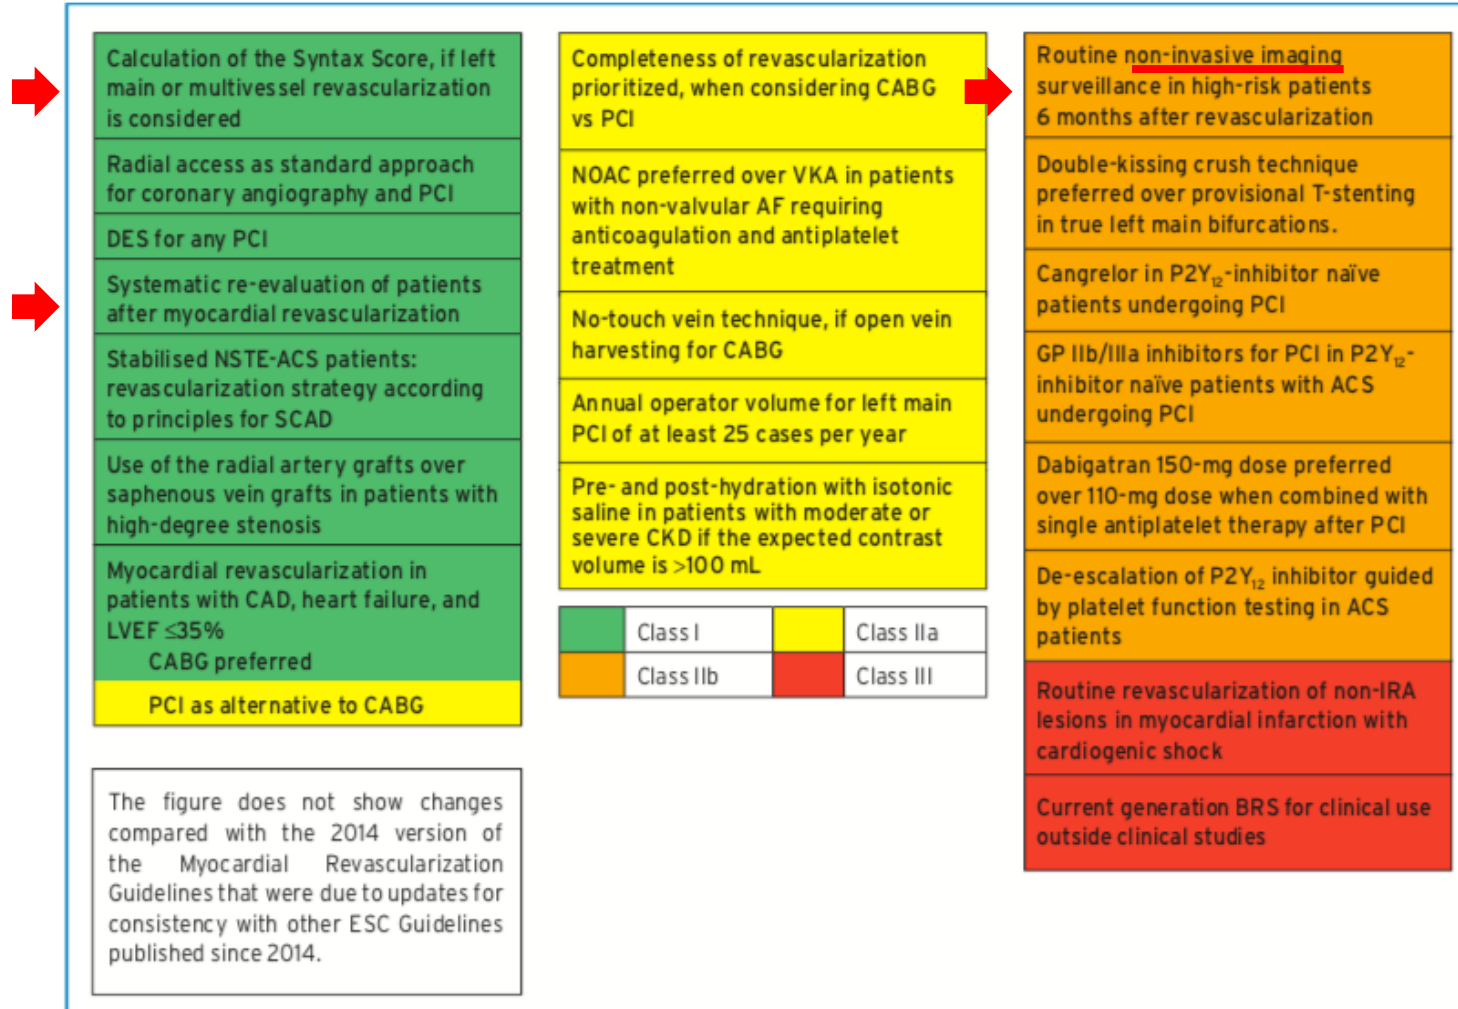 Calculation of the Syntax Score, if left
main or multivessel revascularization
is considered
Radial access as standard approach
for coronary angiography and PCI
DES for any PCI
Systematic re-evaluation of patients
after myocardial revascularization
Stabilised NSTE-ACS patients:
revascularization strategy according
to principles for SCAD
Use of the radial artery grafts over
saphenous vein grafts in patients with
high-degree stenosis
Myocardial revascularization in
patients with CAD, heart failure, and
LVEF ≤35%
CABG preferred
PCI as alternative to CABG
The figure does not show changes
compared with the 2014 version of
the Myocardial Revascularization
Guidelines that were due to updates for
consistency with other ESC Guidelines
published since 2014.
Completeness of revascularization
prioritized, when considering CABG
vs PCI
NOAC preferred over VKA in patients
with non-valvular AF requiring
anticoagulation and antiplatelet
treatment
No-touch vein technique, if open vein
harvesting for CABG
Annual operator volume for left main
PCI of at least 25 cases per year
Pre- and post-hydration with isotonic
saline in patients with moderate or
severe CKD if the expected contrast
volume is >100 mL
Class I Class IIa
Class IIb Class III
Routine non-invasive imaging
surveillance in high-risk patients
6 months after revascularization
Double-kissing crush technique
preferred over provisional T-stenting
in true left main bifurcations.
Cangrelor in P2Y₁₂-inhibitor naïve
patients undergoing PCI
GP IIb/IIIa inhibitors for PCI in P2Y₁₂-
inhibitor naïve patients with ACS
undergoing PCI
Dabigatran 150-mg dose preferred
over 110-mg dose when combined with
single antiplatelet therapy after PCI
De-escalation of P2Y₁₂ inhibitor guided
by platelet function testing in ACS
patients
Routine revascularization of non-IRA
lesions in myocardial infarction with
cardiogenic shock
Current generation BRS for clinical use
outside clinical studies